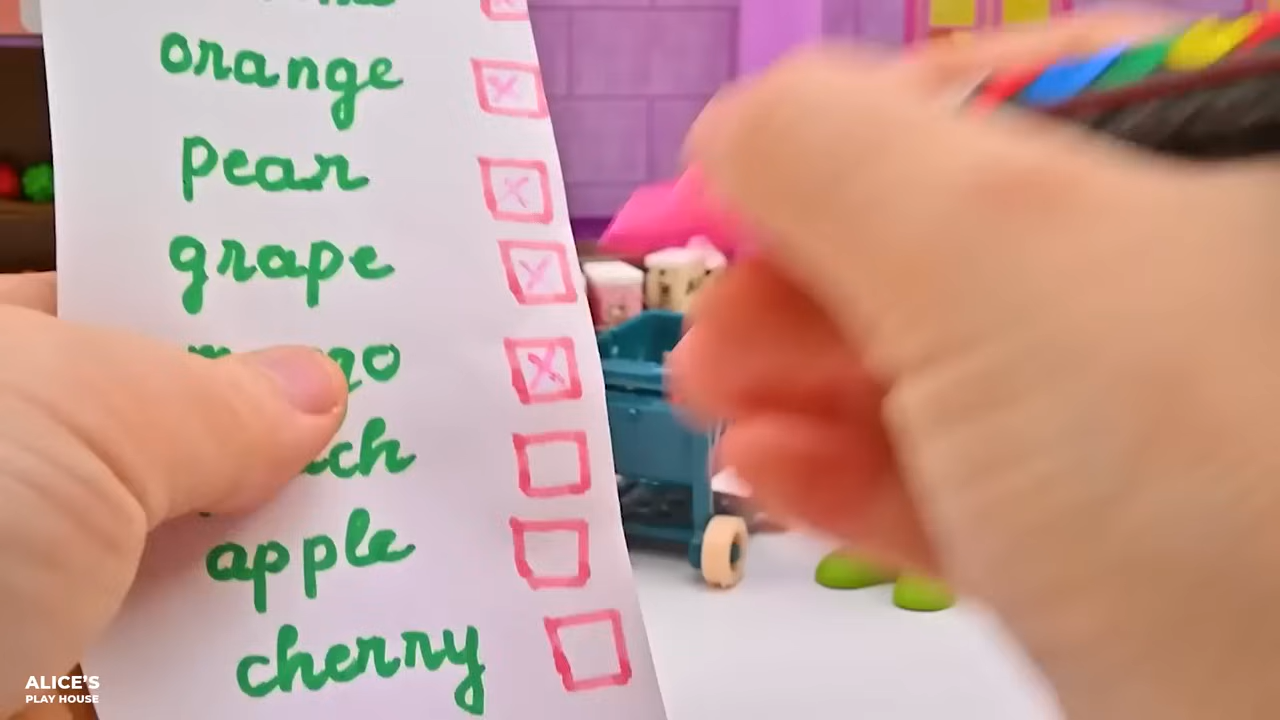 orange
pear
grape
apple
cherry
ALICE'S
PLAY HOUSE